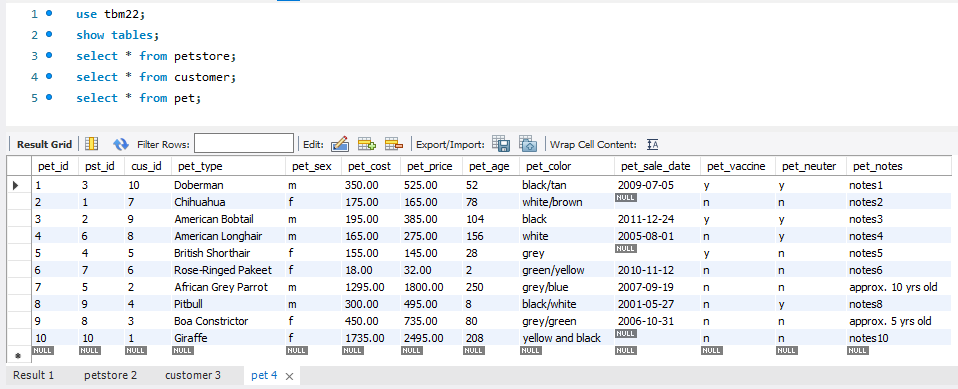 1 use tbm22;
2 show tables;
3 select * from petstore;
4 select * from customer;
5 select * from pet;
Result Grid Filter Rows: Edit: Export/Import: Wrap Cell Content: IA
pet_id pst_id cus_id pet_type pet_sex pet_cost pet_price pet_age pet_color pet_sale_date pet_vaccine pet_neuter pet_notes
1 3 10 Doberman m 350.00 525.00 52 black/tan 2009-07-05 y y notes1
2 1 7 Chihuahua f 175.00 165.00 78 white/brown NULL n n notes2
3 2 9 American Bobtail m 195.00 385.00 104 black 2011-12-24 y y notes3
4 6 8 American Longhair m 165.00 275.00 156 white 2005-08-01 n y notes4
5 4 5 British Shorthair f 155.00 145.00 28 grey NULL y n notes5
6 7 6 Rose-Ringed Pakeet f 18.00 32.00 2 green/yellow 2010-11-12 n n notes6
7 5 2 African Grey Parrot m 1295.00 1800.00 250 grey/blue 2007-09-19 n n approx. 10 yrs old
8 9 4 Pitbull m 300.00 495.00 8 black/white 2001-05-27 n y notes8
9 8 3 Boa Constrictor f 450.00 735.00 80 grey/green 2006-10-31 n n approx. 5 yrs old
10 10 1 Giraffe f 1735.00 2495.00 208 yellow and black NULL n n notes10
NULL NULL NULL NULL NULL NULL NULL NULL NULL NULL NULL NULL NULL
Result 1 petstore 2 customer 3 pet 4